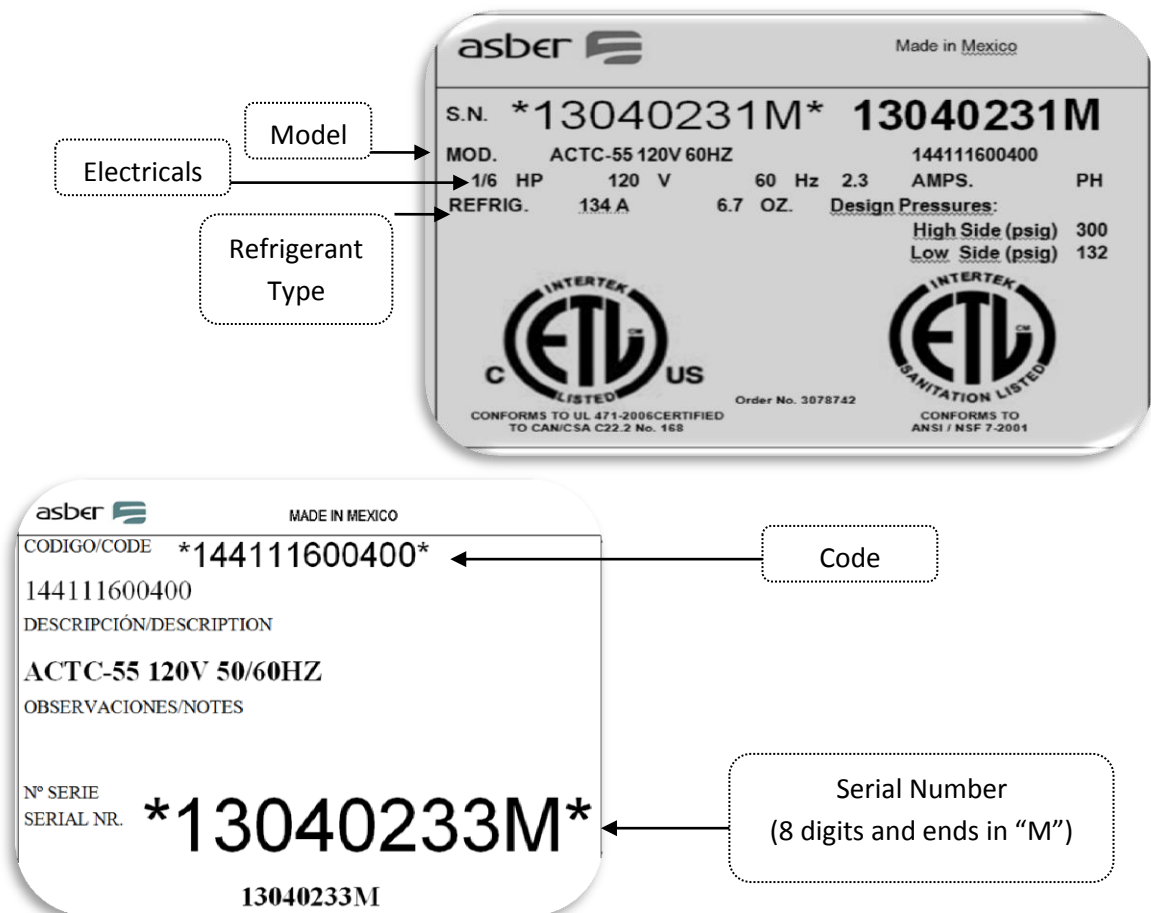 asber Made in Mexico
S.N. *13040231M* 13040231M
MOD. ACTC-55 120V 60HZ 144111600400
1/6 HP 120 V 60 Hz 2.3 AMPS. PH
REFRIG. 134 A 6.7 OZ. Design Pressures:
High Side (psig) 300
Low Side (psig) 132
Model
Electricals
Refrigerant
Type
INTERTEK
ETL CM
C US
LISTED
CONFORMS TO UL 471-2006CERTIFIED
TO CAN/CSA C22.2 No. 168
Order No. 3078742
INTERTEK
ETL CM
SANITATION LISTED
CONFORMS TO
ANSI / NSF 7-2001
asber MADE IN MEXICO
CODIGO/CODE *144111600400*
144111600400
DESCRIPCIÓN/DESCRIPTION
ACTC-55 120V 50/60HZ
OBSERVACIONES/NOTES
Nº SERIE
SERIAL NR. *13040233M*
13040233M
Code
Serial Number
(8 digits and ends in “M”)